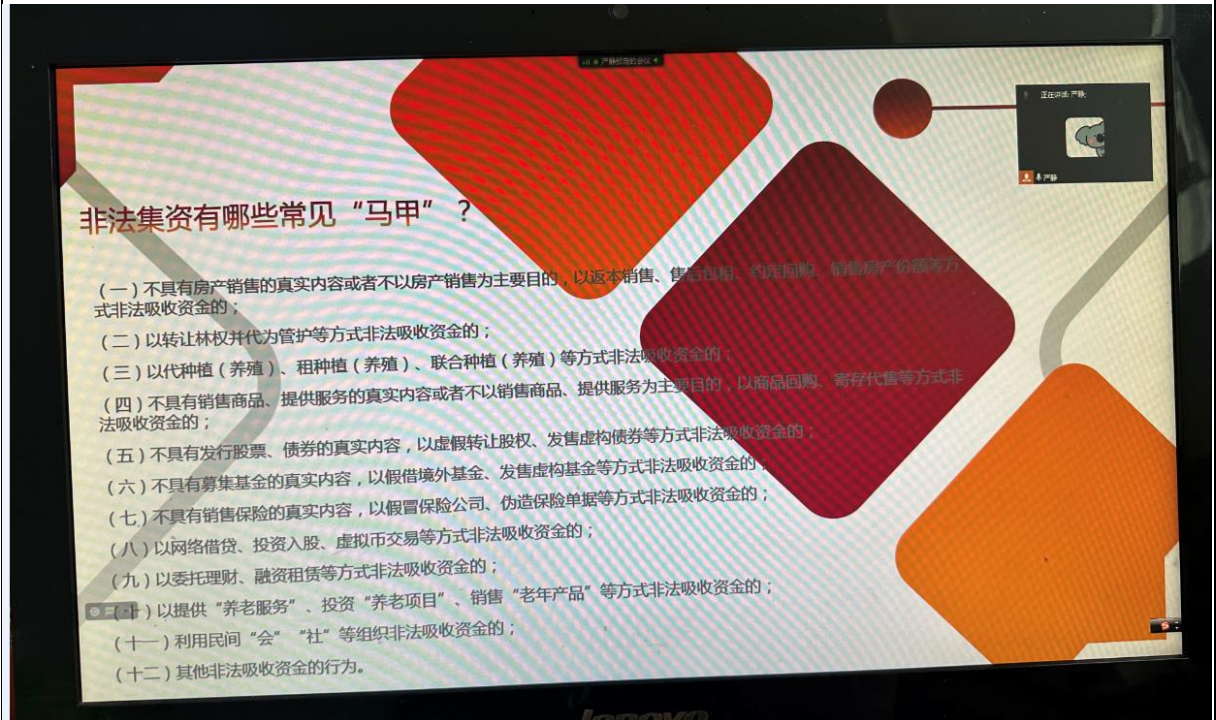 严静预定的会议
正在讲话: 严静;
严静
非法集资有哪些常见“马甲”？
（一）不具有房产销售的真实内容或者不以房产销售为主要目的，以返本销售、售后包租、约定回购、销售房产份额等方
式非法吸收资金的；
（二）以转让林权并代为管护等方式非法吸收资金的；
（三）以代种植（养殖）、租种植（养殖）、联合种植（养殖）等方式非法吸收资金的；
（四）不具有销售商品、提供服务的真实内容或者不以销售商品、提供服务为主要目的，以商品回购、寄存代售等方式非
法吸收资金的；
（五）不具有发行股票、债券的真实内容，以虚假转让股权、发售虚构债券等方式非法吸收资金的；
（六）不具有募集基金的真实内容，以假借境外基金、发售虚构基金等方式非法吸收资金的；
（七）不具有销售保险的真实内容，以假冒保险公司、伪造保险单据等方式非法吸收资金的；
（八）以网络借贷、投资入股、虚拟币交易等方式非法吸收资金的；
（九）以委托理财、融资租赁等方式非法吸收资金的；
（十）以提供“养老服务”、投资“养老项目”、销售“老年产品”等方式非法吸收资金的；
（十一）利用民间“会”“社”等组织非法吸收资金的；
（十二）其他非法吸收资金的行为。
lenovo